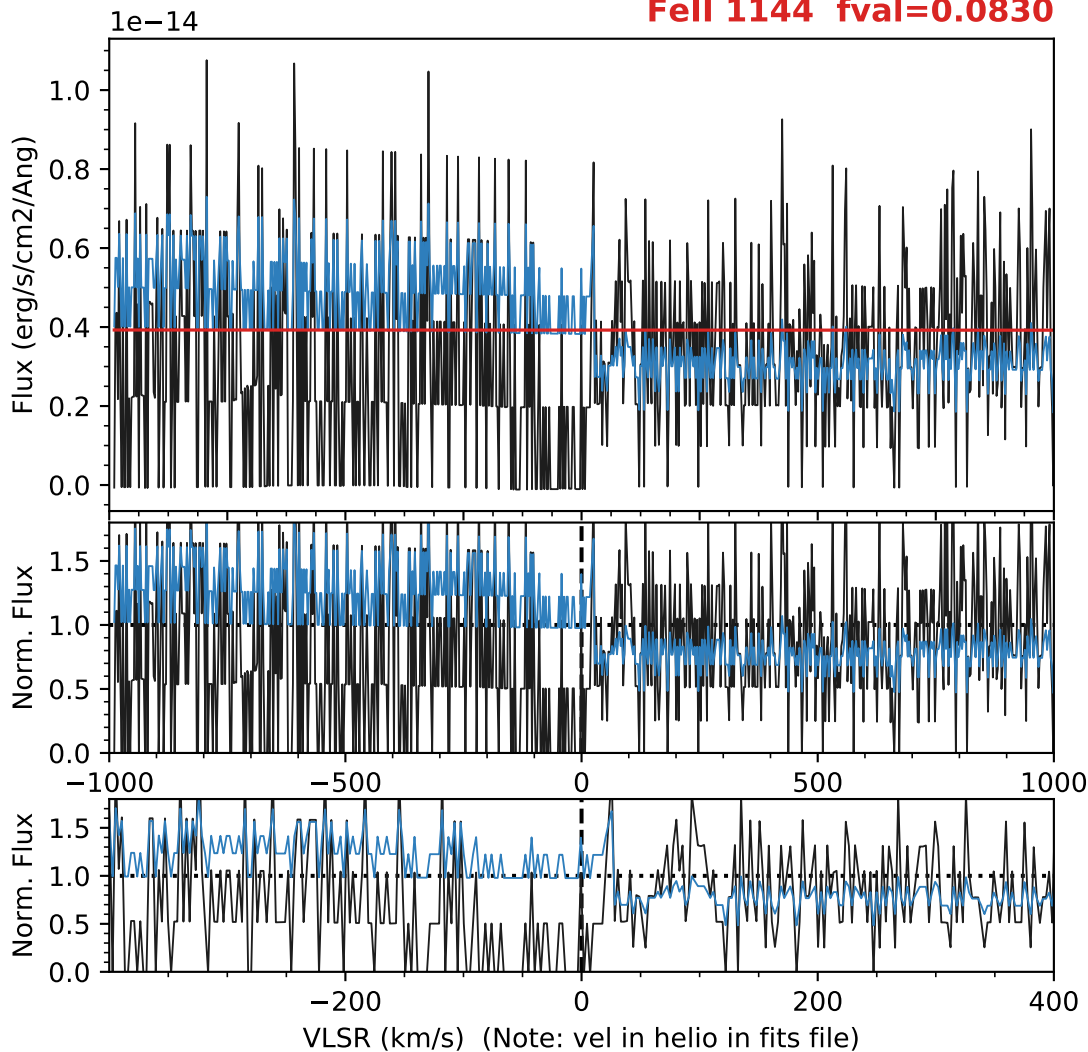 FeII 1144 fval=0.0830
1e−14
1.0
0.8
0.6
0.4
0.2
0.0
Flux (erg/s/cm2/Ang)
1.5
1.0
0.5
0.0
Norm. Flux
−1000 −500 0 500 1000
1.5
1.0
0.5
0.0
Norm. Flux
−200 0 200 400
VLSR (km/s) (Note: vel in helio in fits file)